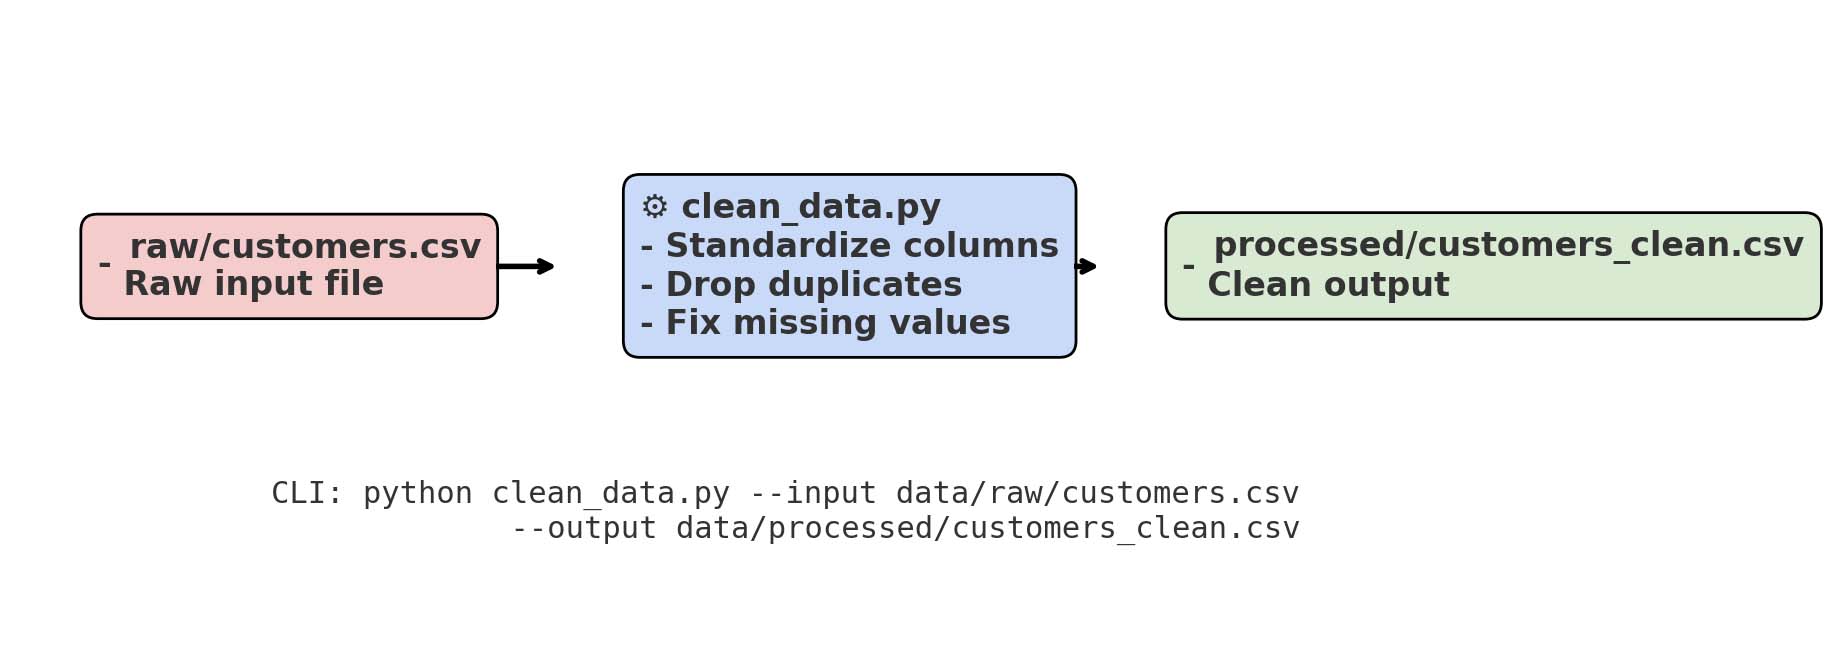 raw/customers.csv
- Raw input file
⚙ clean_data.py
- Standardize columns
- Drop duplicates
- Fix missing values
processed/customers_clean.csv
- Clean output
CLI: python clean_data.py --input data/raw/customers.csv
--output data/processed/customers_clean.csv